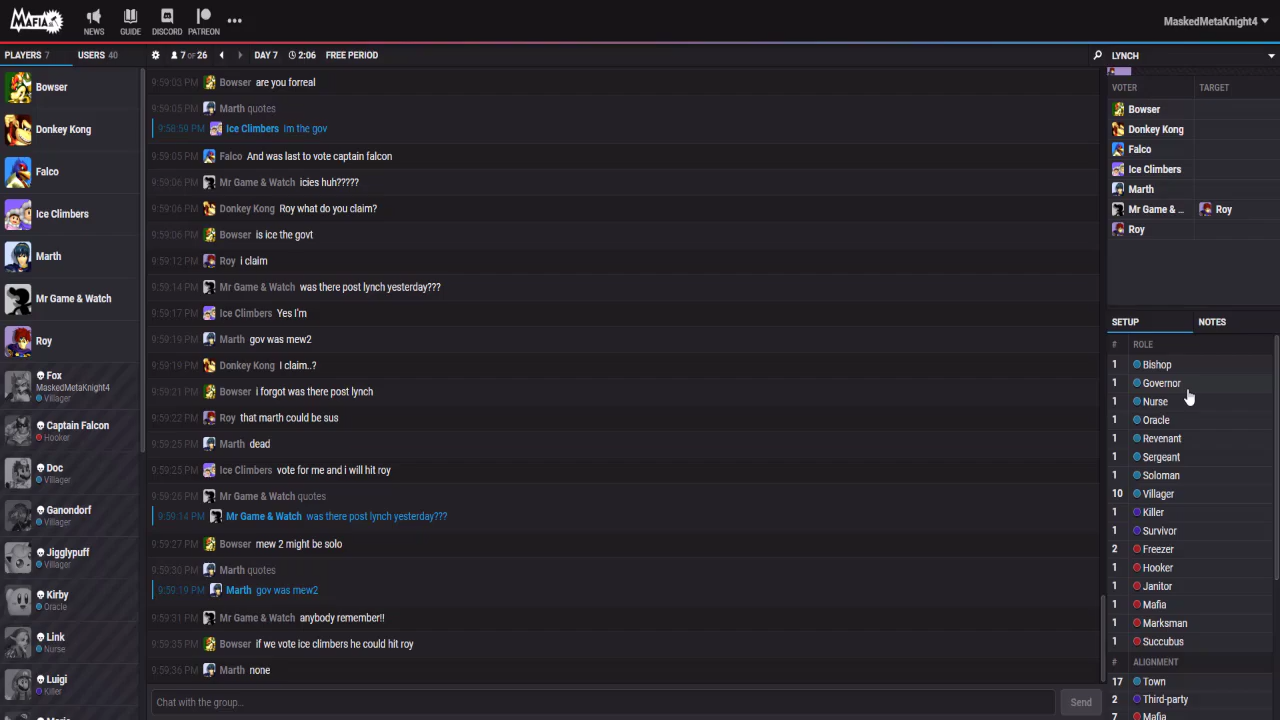 MAFIA
NEWS
GUIDE
DISCORD
PATREON
MaskedMetaKnight4
PLAYERS 7
USERS 40
7 of 26
DAY 7
2:06
FREE PERIOD
LYNCH
Bowser
Donkey Kong
Falco
Ice Climbers
Marth
Mr Game & Watch
Roy
Fox
MaskedMetaKnight4
Villager
Captain Falcon
Hooker
Doc
Villager
Ganondorf
Villager
Jigglypuff
Villager
Kirby
Oracle
Link
Nurse
Luigi
Killer
9:59:03 PM Bowser are you forreal
9:59:05 PM Marth quotes
9:58:59 PM Ice Climbers Im the gov
9:59:05 PM Falco And was last to vote captain falcon
9:59:06 PM Mr Game & Watch icies huh?????
9:59:06 PM Donkey Kong Roy what do you claim?
9:59:06 PM Bowser is ice the govt
9:59:12 PM Roy i claim
9:59:14 PM Mr Game & Watch was there post lynch yesterday???
9:59:17 PM Ice Climbers Yes I'm
9:59:19 PM Marth gov was mew2
9:59:19 PM Donkey Kong I claim..?
9:59:21 PM Bowser i forgot was there post lynch
9:59:22 PM Roy that marth could be sus
9:59:25 PM Marth dead
9:59:25 PM Ice Climbers vote for me and i will hit roy
9:59:26 PM Mr Game & Watch quotes
9:59:14 PM Mr Game & Watch was there post lynch yesterday???
9:59:27 PM Bowser mew 2 might be solo
9:59:30 PM Marth quotes
9:59:19 PM Marth gov was mew2
9:59:31 PM Mr Game & Watch anybody remember!!
9:59:35 PM Bowser if we vote ice climbers he could hit roy
9:59:36 PM Marth none
Chat with the group...
Send
VOTER TARGET
Bowser
Donkey Kong
Falco
Ice Climbers
Marth
Mr Game & ... Roy
Roy
SETUP NOTES
# ROLE
1 Bishop
1 Governor
1 Nurse
1 Oracle
1 Revenant
1 Sergeant
1 Soloman
10 Villager
1 Killer
1 Survivor
2 Freezer
1 Hooker
1 Janitor
1 Mafia
1 Marksman
1 Succubus
# ALIGNMENT
17 Town
2 Third-party
7 Mafia